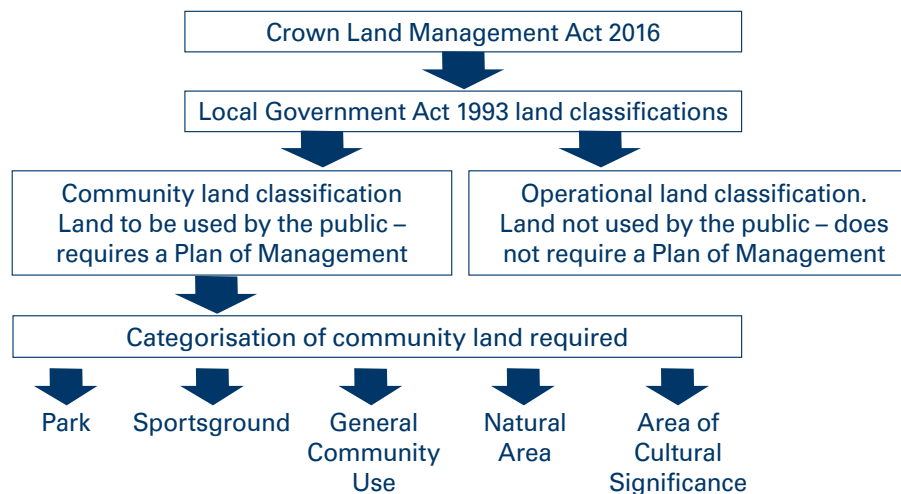 Crown Land Management Act 2016
Local Government Act 1993 land classifications
Community land classification
Land to be used by the public –
requires a Plan of Management
Operational land classification.
Land not used by the public – does
not require a Plan of Management
Categorisation of community land required
Park
Sportsground
General
Community
Use
Natural
Area
Area of
Cultural
Significance